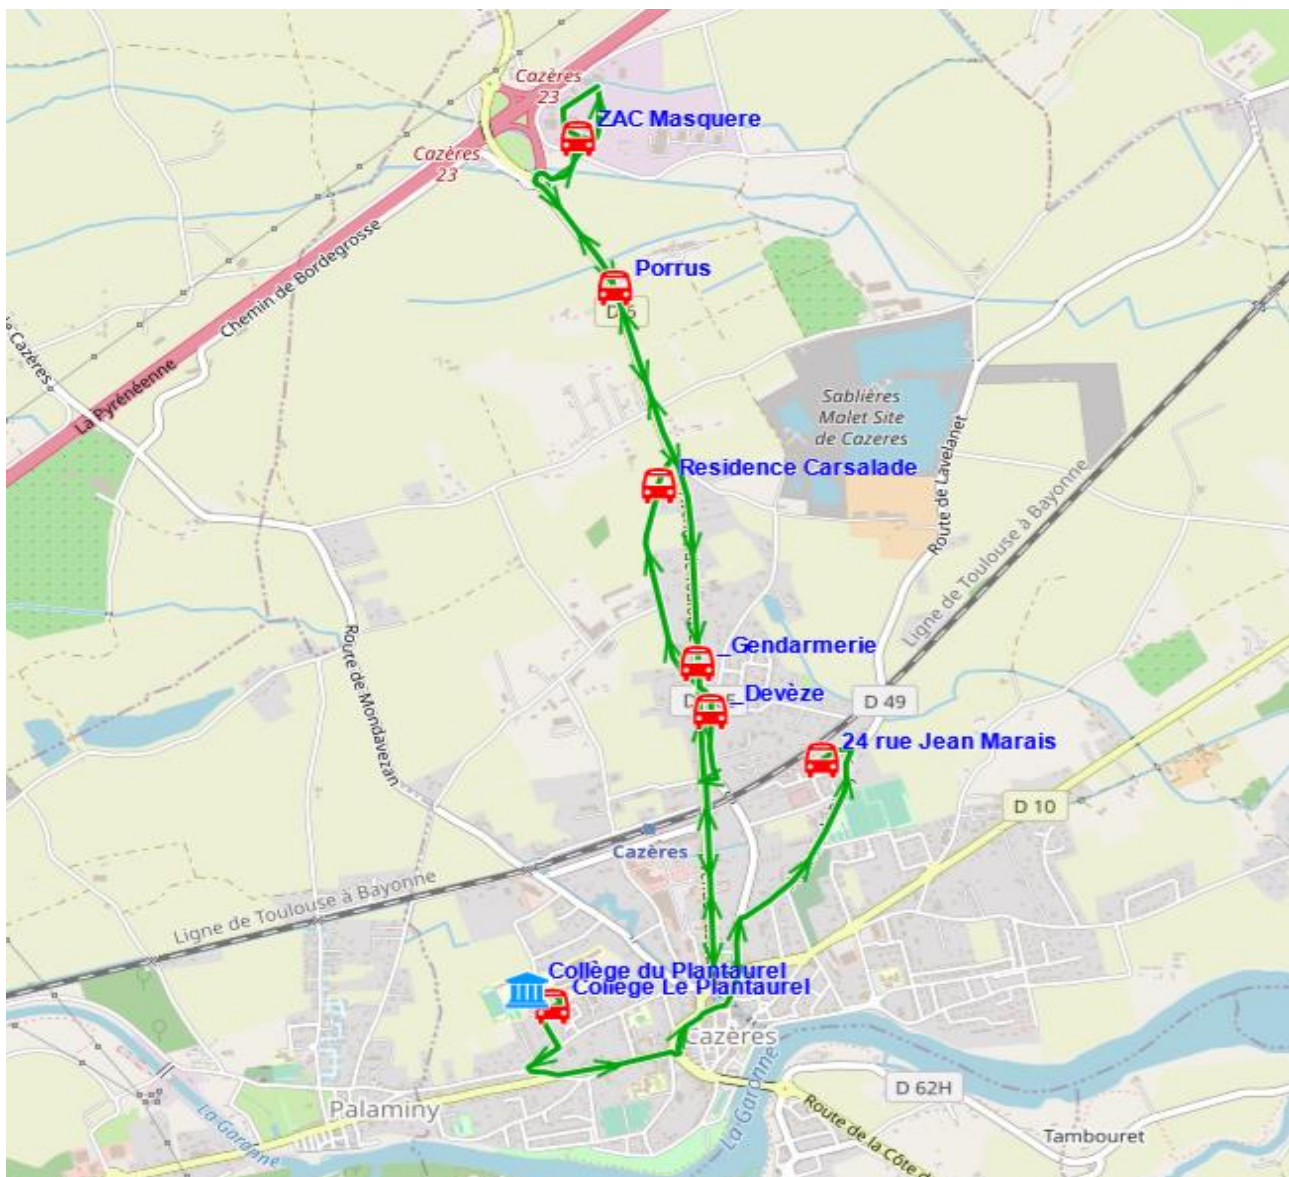 Cazères
23
ZAC Masquere
Cazères
23
Chemin de Bordegrosse
Porrus
La Pyrénéenne
de Cazères
Sablières
Malet Site
de Cazeres
Residence Carsalade
Route de Lavelanet
Ligne de Toulouse à Bayonne
_Gendarmerie
_Devèze
D 49
Route de Mondavezan
24 rue Jean Marais
D 10
Cazères
Ligne de Toulouse à Bayonne
Collège du Plantaurel
Collège Le Plantaurel
Cazères
La Garonne
D 62H
Palaminy
La Garonne
Route de la Côte d
Tambouret